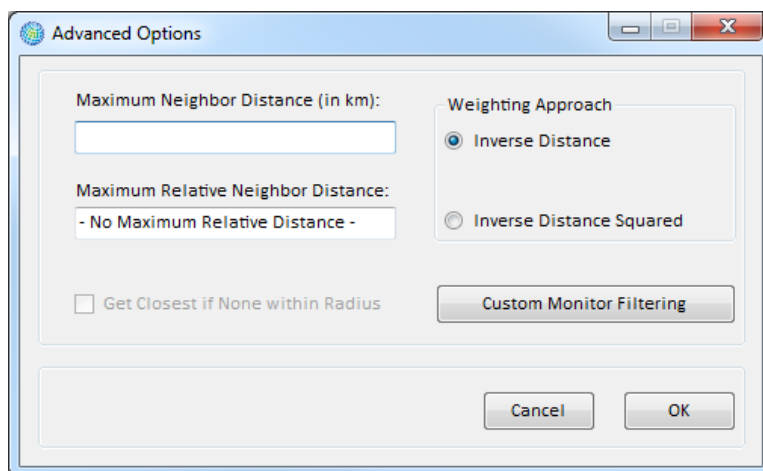 Advanced Options
Maximum Neighbor Distance (in km):
Maximum Relative Neighbor Distance:
- No Maximum Relative Distance -
Get Closest if None within Radius
Weighting Approach
Inverse Distance
Inverse Distance Squared
Custom Monitor Filtering
Cancel
OK